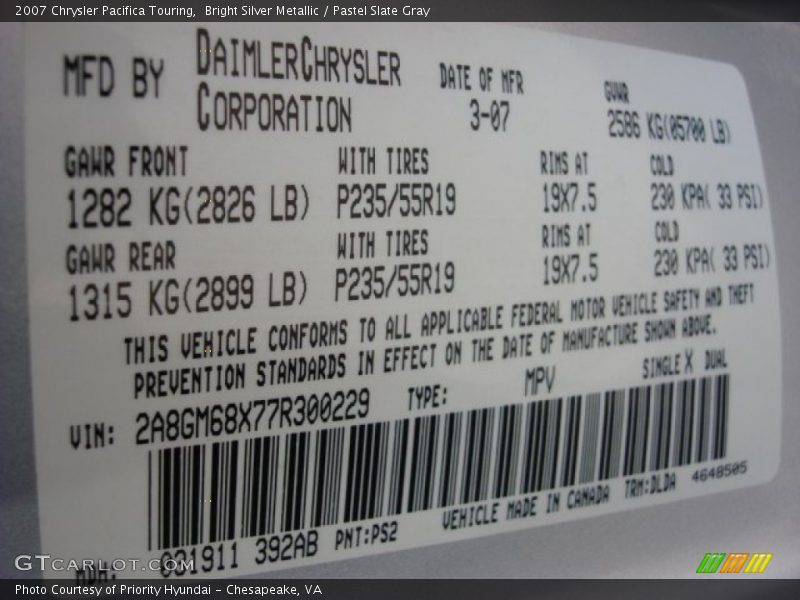 2007 Chrysler Pacifica Touring,  Bright Silver Metallic / Pastel Slate Gray
MFD BY DAIMLERCHRYSLER CORPORATION DATE OF MFR 3-07 GVWR 2586 KG(05700 LB)
GAWR FRONT WITH TIRES RIMS AT COLD
1282 KG(2826 LB) P235/55R19 19X7.5 230 KPA( 33 PSI)
GAWR REAR WITH TIRES RIMS AT COLD
1315 KG(2899 LB) P235/55R19 19X7.5 230 KPA( 33 PSI)
THIS VEHICLE CONFORMS TO ALL APPLICABLE FEDERAL MOTOR VEHICLE SAFETY AND THEFT
PREVENTION STANDARDS IN EFFECT ON THE DATE OF MANUFACTURE SHOWN ABOVE.
VIN: 2A8GM68X77R300229 TYPE: MPV SINGLE X DUAL
MDH: 031911 392AB PNT:PS2 VEHICLE MADE IN CANADA TRM:DLDA 4648505
GTcarlot.com
Photo Courtesy of Priority Hyundai - Chesapeake, VA